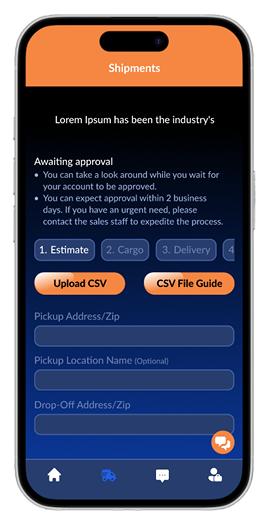 Shipments
Lorem Ipsum has been the industry's
Awaiting approval
• You can take a look around while you wait for
your account to be approved.
• You can expect approval within 2 business
days. If you have an urgent need, please
contact the sales staff to expedite the process.
1. Estimate 2. Cargo 3. Delivery 4
Upload CSV CSV File Guide
Pickup Address/Zip
Pickup Location Name (Optional)
Drop-Off Address/Zip